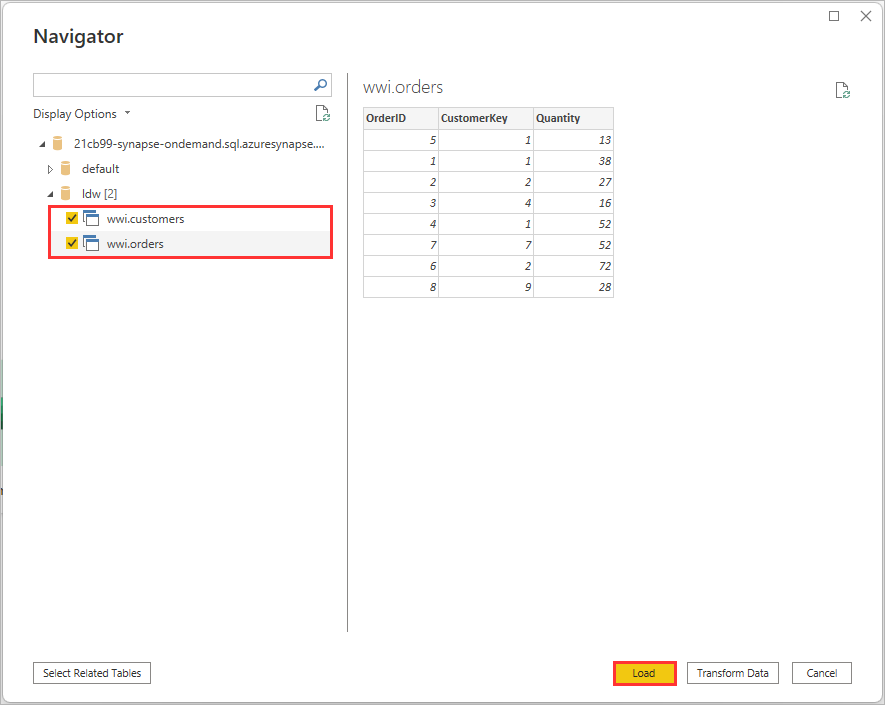 Navigator
Display Options
21cb99-synapse-ondemand.sql.azuresynapse....
default
ldw [2]
wwi.customers
wwi.orders
wwi.orders
OrderID CustomerKey Quantity
5 1 13
1 1 38
2 2 27
3 4 16
4 1 52
7 7 52
6 2 72
8 9 28
Select Related Tables
Load
Transform Data
Cancel